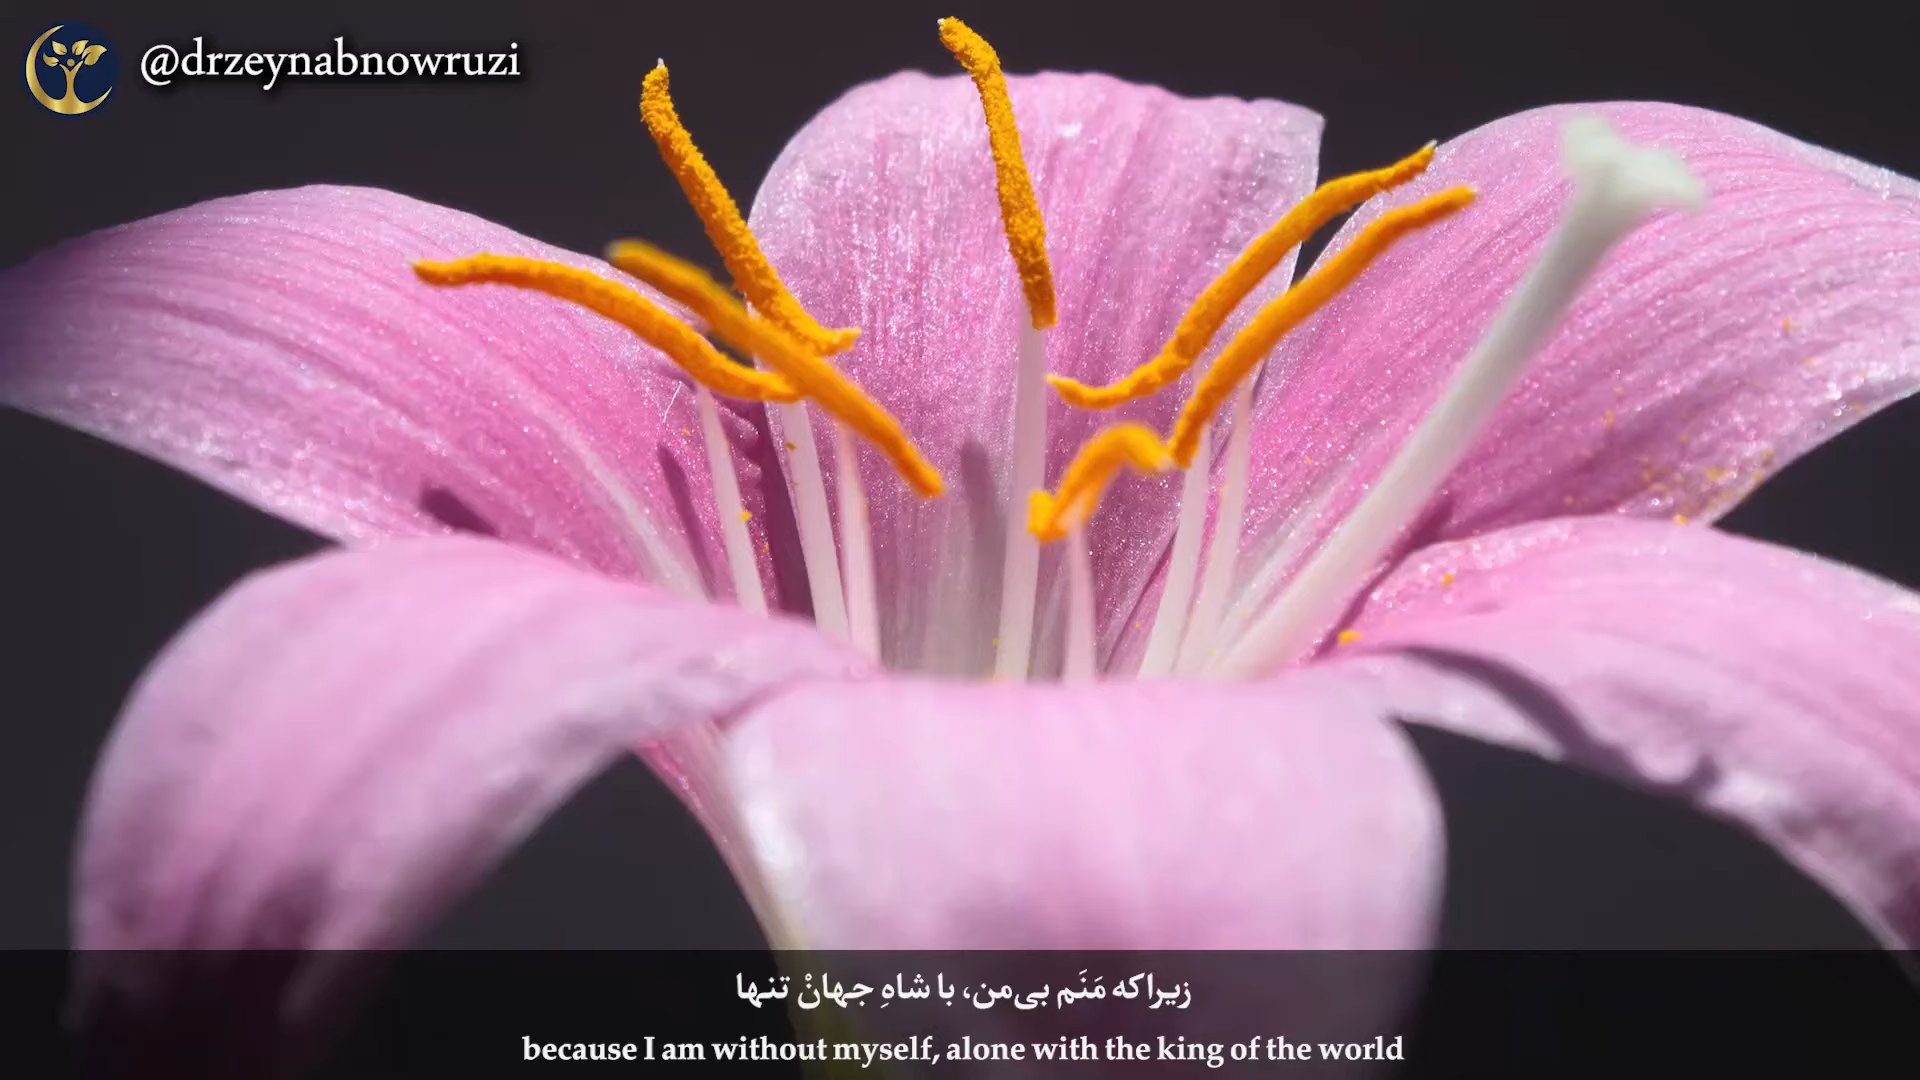 @drzeynabnowruzi
زیراکه مَنَم بی‌من، با شاهِ جهانْ تنها
because I am without myself, alone with the king of the world